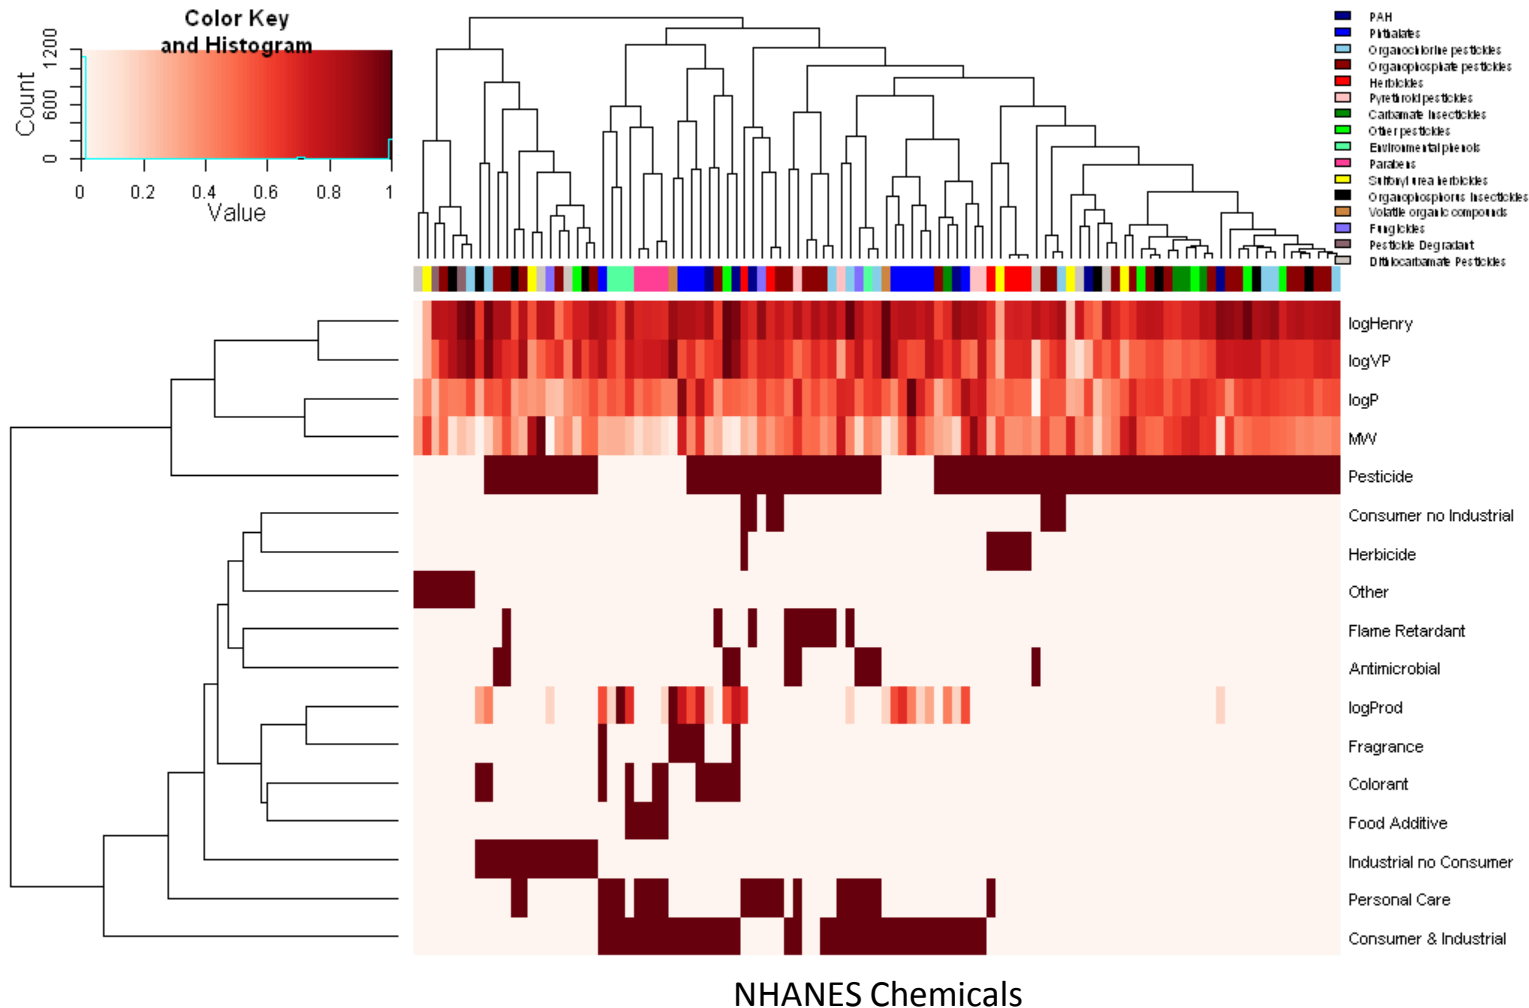 Color Key
and Histogram
Count
0 600 1200
0 0.2 0.4 0.6 0.8 1
Value
PAH
Phthalates
Organochlorine pesticides
Organophosphate pesticides
Herbicides
Pyrethroid pesticides
Carbamate Insecticides
Other pesticides
Environmental phenols
Parabens
Sulfonyl urea herbicides
Organophosphorus Insecticides
Volatile organic compounds
Fungicides
Pesticide Degradant
Dithiocarbamate Pesticides
logHenry
logVP
logP
MW
Pesticide
Consumer no Industrial
Herbicide
Other
Flame Retardant
Antimicrobial
logProd
Fragrance
Colorant
Food Additive
Industrial no Consumer
Personal Care
Consumer & Industrial
NHANES Chemicals